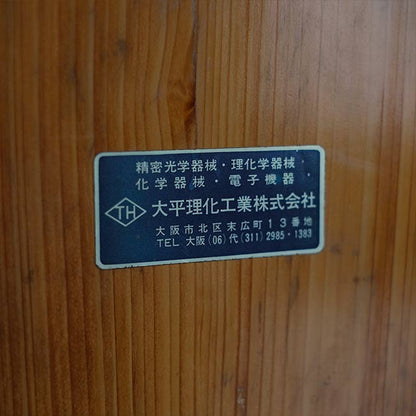 精密光学器械・理化学器械
化学器械・電子機器
TH 大平理化工業株式会社
大阪市北区末広町13番地
TEL 大阪(06)代(311)2985・1383